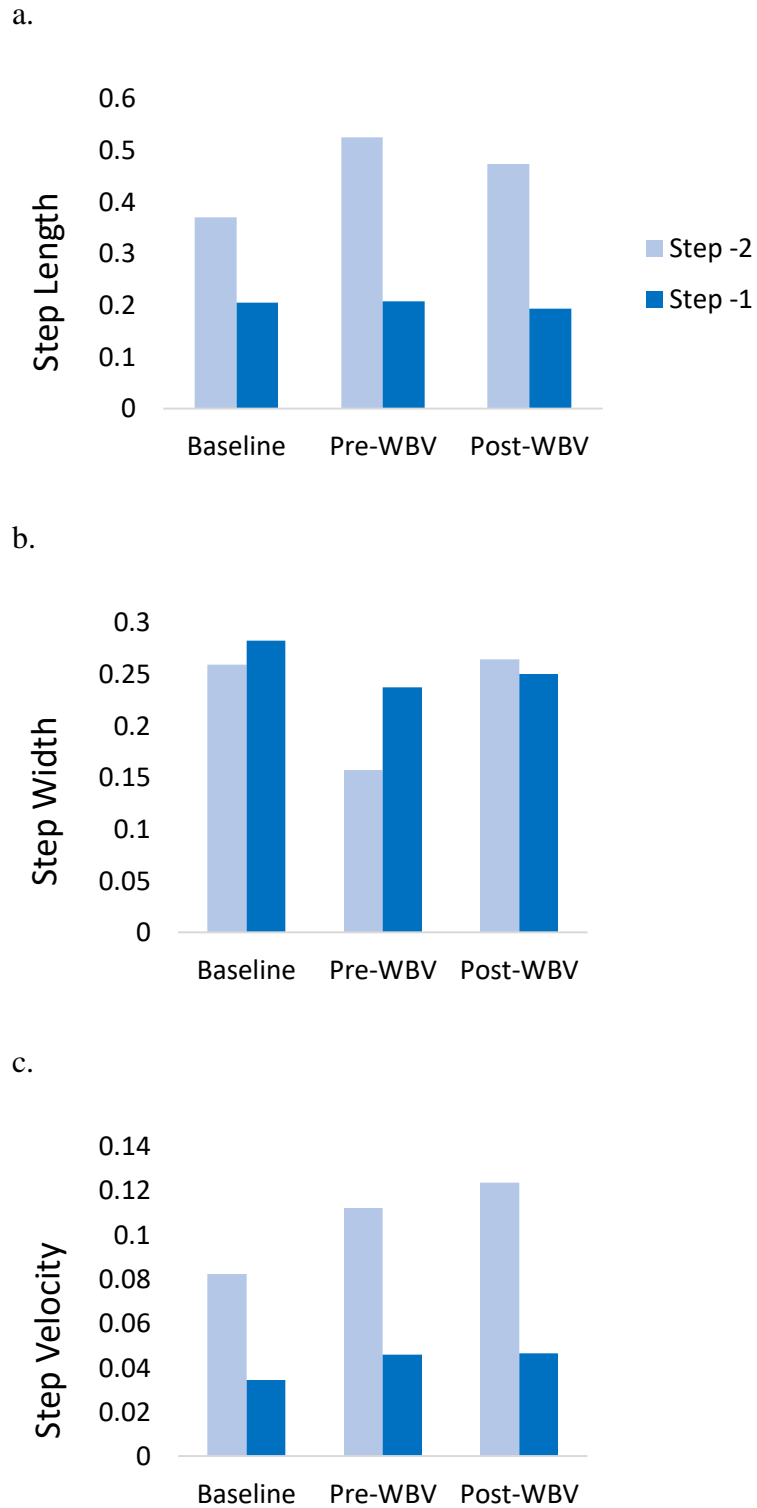 a.
0.6
0.5
0.4
0.3
0.2
0.1
0
Step Length
Step -2
Step -1
Baseline Pre-WBV Post-WBV
b.
0.3
0.25
0.2
0.15
0.1
0.05
0
Step Width
Baseline Pre-WBV Post-WBV
c.
0.14
0.12
0.1
0.08
0.06
0.04
0.02
0
Step Velocity
Baseline Pre-WBV Post-WBV